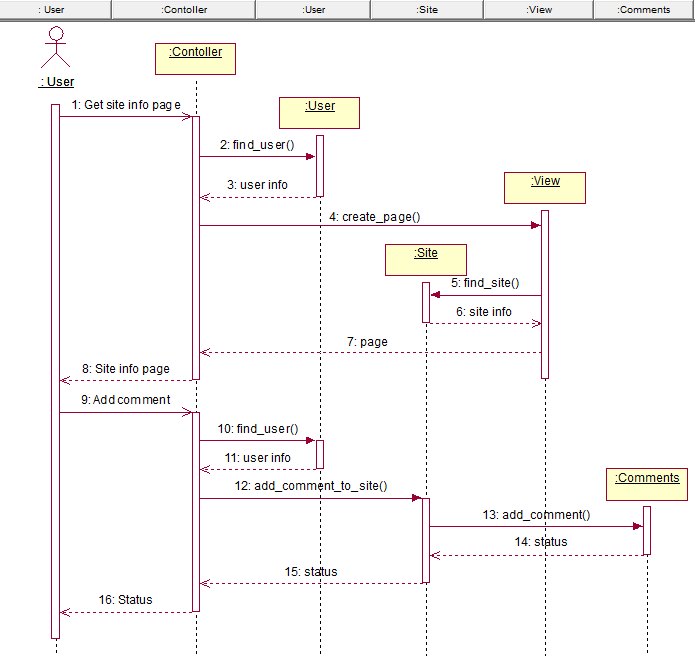 : User
:Contoller
:User
:Site
:View
:Comments
: User
:Contoller
1: Get site info page
:User
2: find_user()
3: user info
:View
4: create_page()
:Site
5: find_site()
6: site info
7: page
8: Site info page
9: Add comment
10: find_user()
11: user info
:Comments
12: add_comment_to_site()
13: add_comment()
14: status
15: status
16: Status